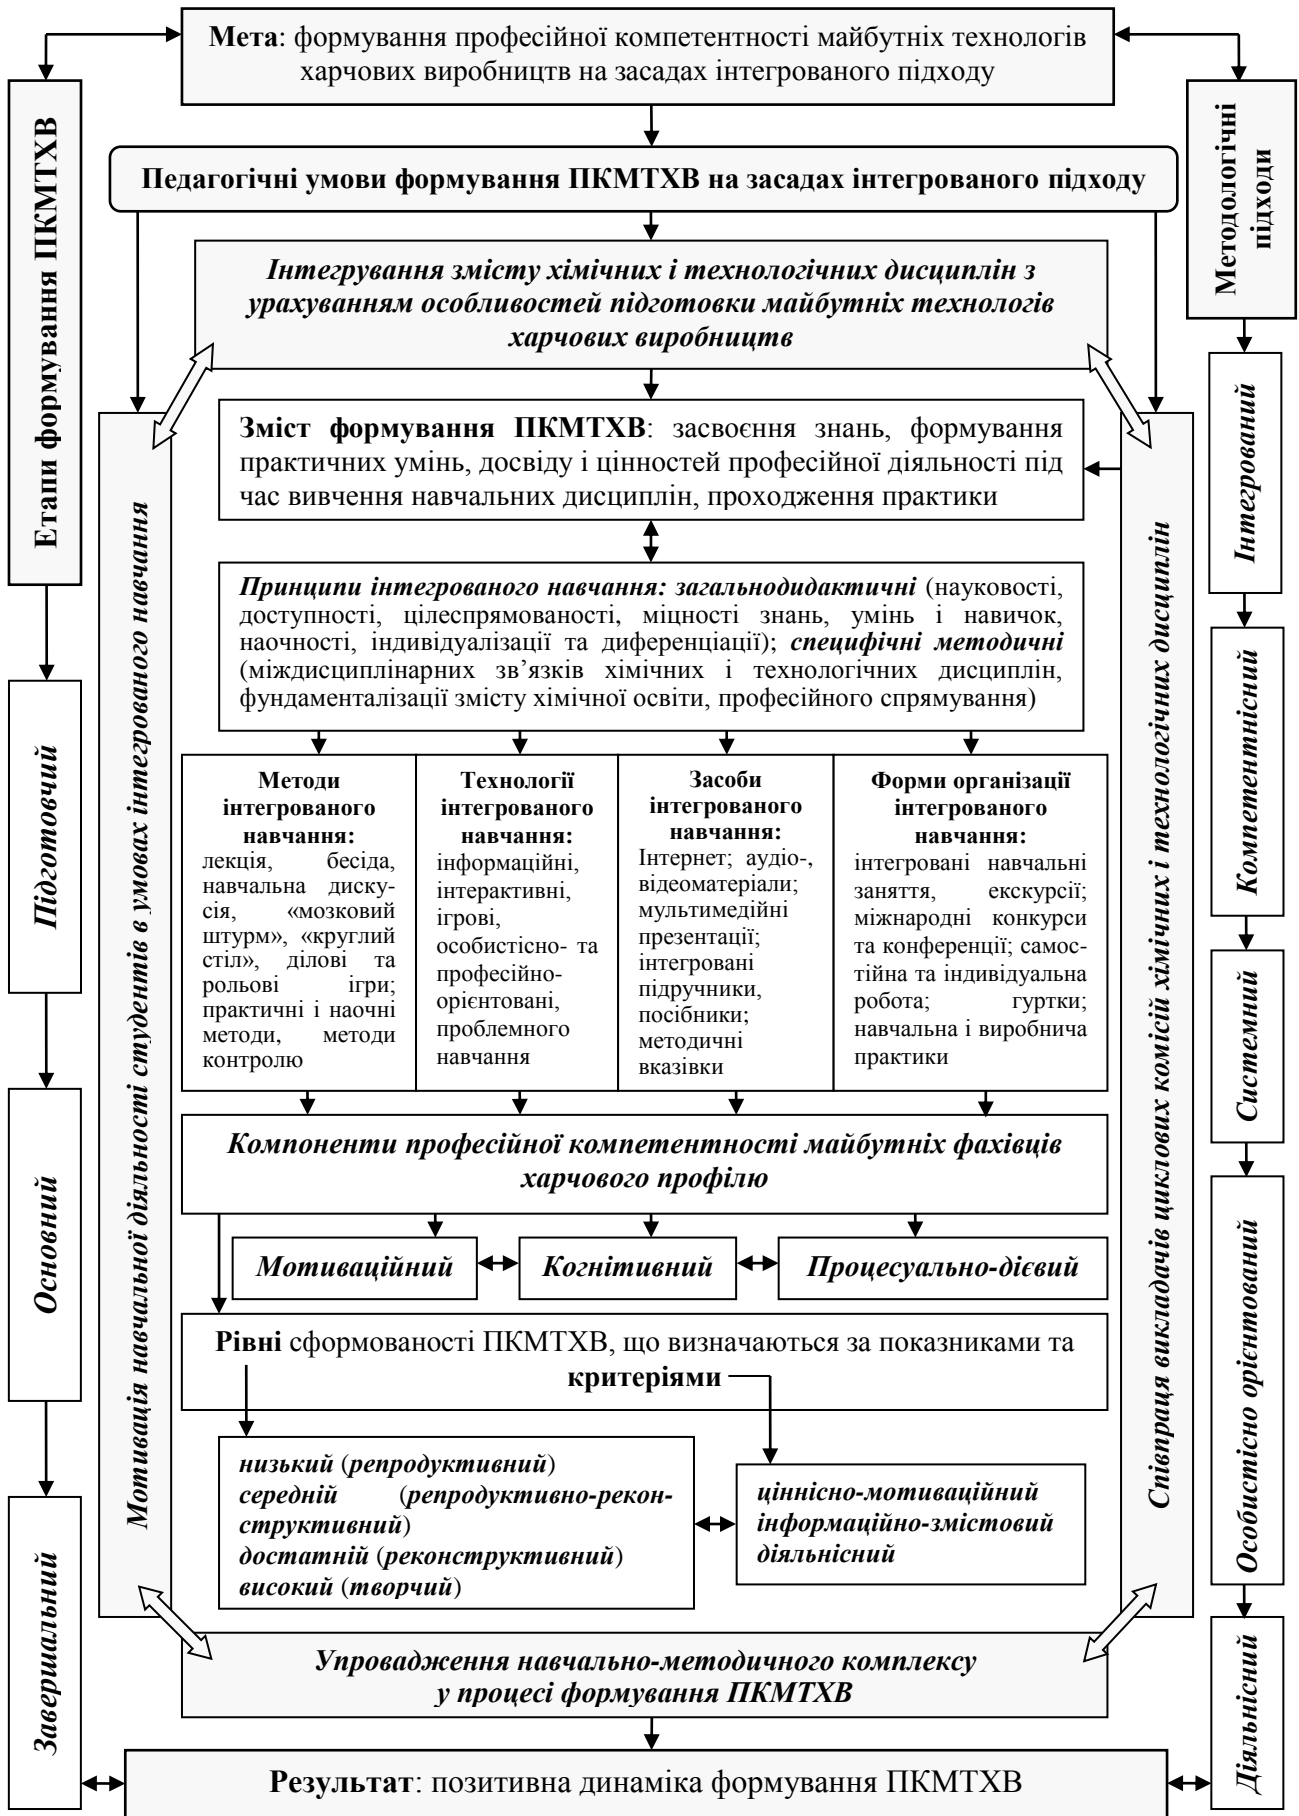 Мета: формування професійної компетентності майбутніх технологів
харчових виробництв на засадах інтегрованого підходу
Етапи формування ПКМТХВ
Підготовчий
Основний
Завершальний
Педагогічні умови формування ПКМТХВ на засадах інтегрованого підходу
Мотивація навчальної діяльності студентів в умовах інтегрованого навчання
Інтегрування змісту хімічних і технологічних дисциплін з
урахуванням особливостей підготовки майбутніх технологів
харчових виробництв
Зміст формування ПКМТХВ: засвоєння знань, формування
практичних умінь, досвіду і цінностей професійної діяльності під
час вивчення навчальних дисциплін, проходження практики
Принципи інтегрованого навчання: загальнодидактичні (науковості,
доступності, цілеспрямованості, міцності знань, умінь і навичок,
наочності, індивідуалізації та диференціації); специфічні методичні
(міждисциплінарних зв’язків хімічних і технологічних дисциплін,
фундаменталізації змісту хімічної освіти, професійного спрямування)
Методи
інтегрованого
навчання:
лекція, бесіда,
навчальна диску-
сія, «мозковий
штурм», «круглий
стіл», ділові та
рольові ігри;
практичні і наочні
методи, методи
контролю
Технології
інтегрованого
навчання:
інформаційні,
інтерактивні,
ігрові,
особистісно- та
професійно-
орієнтовані,
проблемного
навчання
Засоби
інтегрованого
навчання:
Інтернет; аудіо-,
відеоматеріали;
мультимедійні
презентації;
інтегровані
підручники,
посібники;
методичні
вказівки
Форми організації
інтегрованого
навчання:
інтегровані навчальні
заняття, екскурсії;
міжнародні конкурси
та конференції; самос-
тійна та індивідуальна
робота; гуртки;
навчальна і виробнича
практики
Компоненти професійної компетентності майбутніх фахівців
харчового профілю
Мотиваційний
Когнітивний
Процесуально-дієвий
Рівні сформованості ПКМТХВ, що визначаються за показниками та
критеріями
низький (репродуктивний)
середній (репродуктивно-рекон-
структивний)
достатній (реконструктивний)
високий (творчий)
ціннісно-мотиваційний
інформаційно-змістовий
діяльнісний
Упровадження навчально-методичного комплексу
у процесі формування ПКМТХВ
Співпраця викладачів циклових комісій хімічних і технологічних дисциплін
Методологічні
підходи
Інтегрований
Компетентнісний
Системний
Особистісно орієнтований
Діяльнісний
Результат: позитивна динаміка формування ПКМТХВ